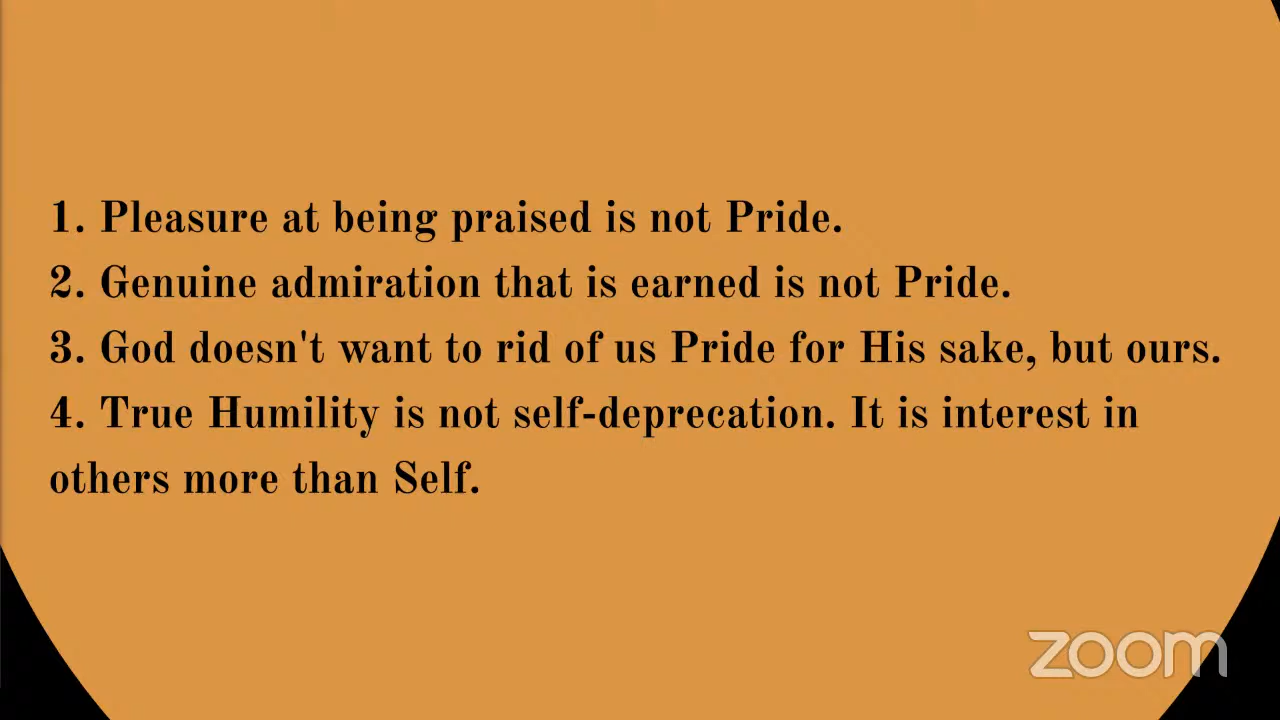 1. Pleasure at being praised is not Pride.
2. Genuine admiration that is earned is not Pride.
3. God doesn't want to rid of us Pride for His sake, but ours.
4. True Humility is not self-deprecation. It is interest in
others more than Self.
zoom